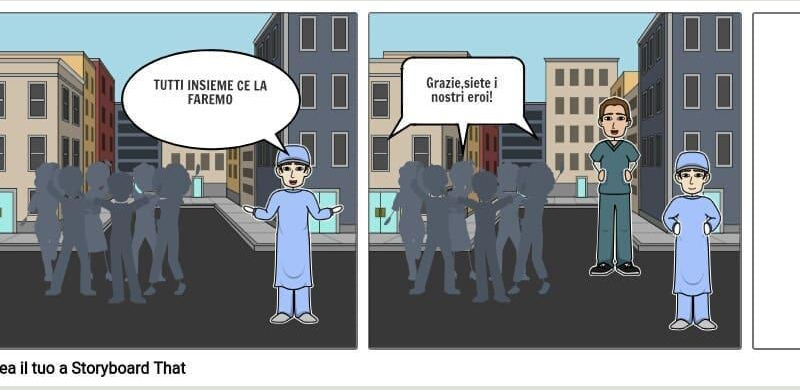 TUTTI INSIEME CE LA
FAREMO
Grazie,siete i
nostri eroi!
ea il tuo a Storyboard That